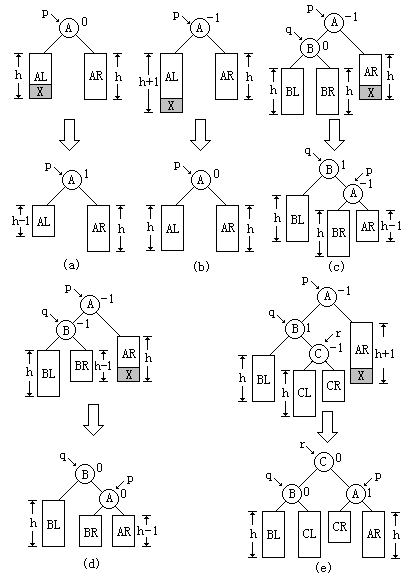 p A 0
h AL X AR h
p A 1
h-1 AL AR h
(a)
p A -1
h+1 AL X AR h
p A 0
h AL AR h
(b)
p A -1
q B 0
h BL BR AR X h
q B 1
p A -1
h BL h BR AR h-1
(c)
p A -1
q B -1
h BL BR h-1 AR X h
q B 0
p A 0
h BL BR AR h-1
(d)
p A -1
q B 1
r C -1
h BL h CL CR AR X h+1
r C 0
q B 0 p A 1
h BL CL CR AR h
(e)